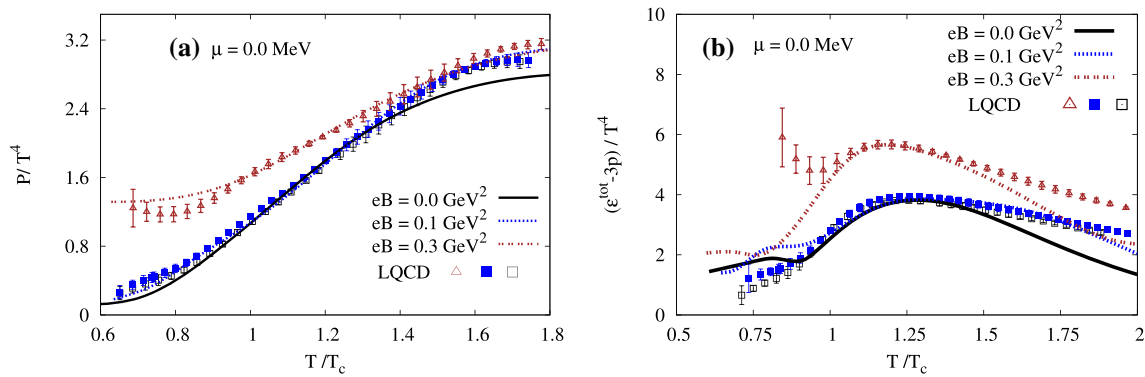 (a)
μ = 0.0 MeV
P/T⁴
3.2
2.4
1.6
0.8
0
eB = 0.0 GeV²
eB = 0.1 GeV²
eB = 0.3 GeV²
LQCD
0.6
0.8
1
1.2
1.4
1.6
1.8
T/T_c
(b)
μ = 0.0 MeV
(ε^tot-3p) / T⁴
10
8
6
4
2
0
eB = 0.0 GeV²
eB = 0.1 GeV²
eB = 0.3 GeV²
LQCD
0.5
0.75
1
1.25
1.5
1.75
2
T/T_c